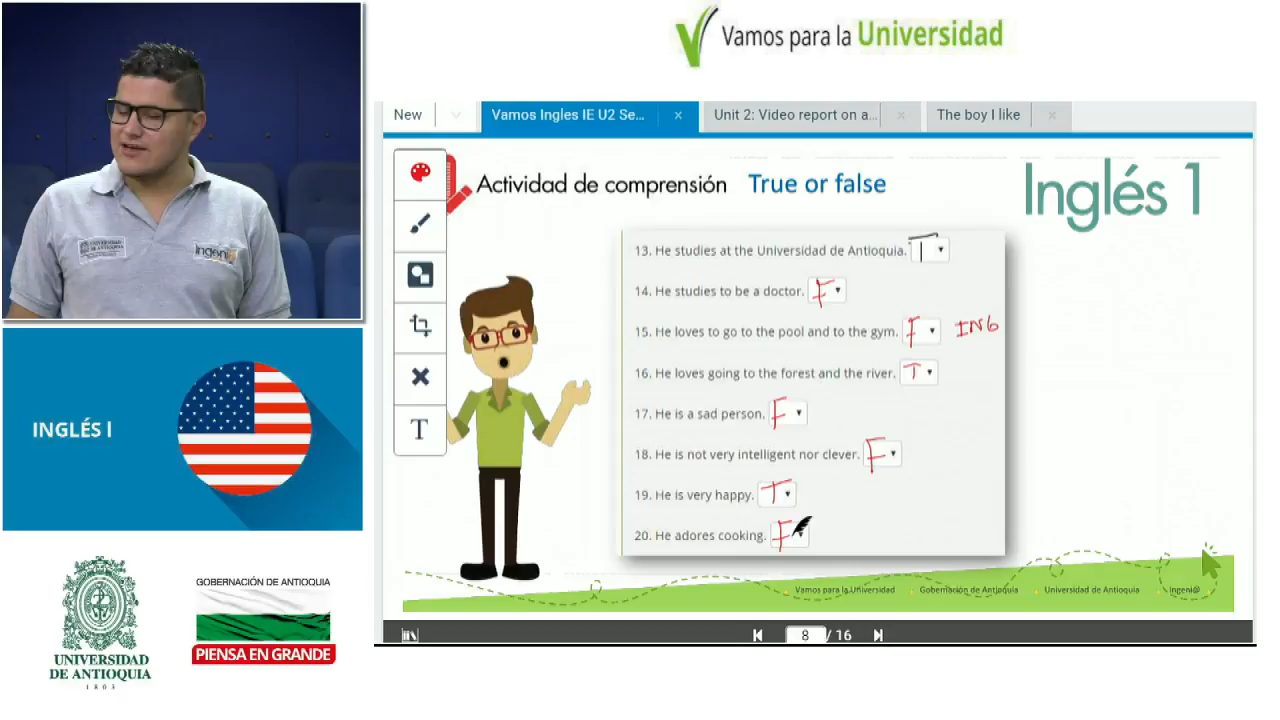 Vamos para la Universidad
New
Vamos Ingles IE U2 Se...
Unit 2: Video report on a...
The boy I like
Actividad de comprensión
True or false
Inglés 1
13. He studies at the Universidad de Antioquia. T
14. He studies to be a doctor. F
15. He loves to go to the pool and to the gym. F ING
16. He loves going to the forest and the river. T
17. He is a sad person. F
18. He is not very intelligent nor clever. F
19. He is very happy. T
20. He adores cooking. F
T
INGLÉS I
Vamos para la Universidad
Gobernación de Antioquia
Universidad de Antioquia
Ingeni@
8 / 16
UNIVERSIDAD
DE ANTIOQUIA
1803
GOBERNACIÓN DE ANTIOQUIA
PIENSA EN GRANDE